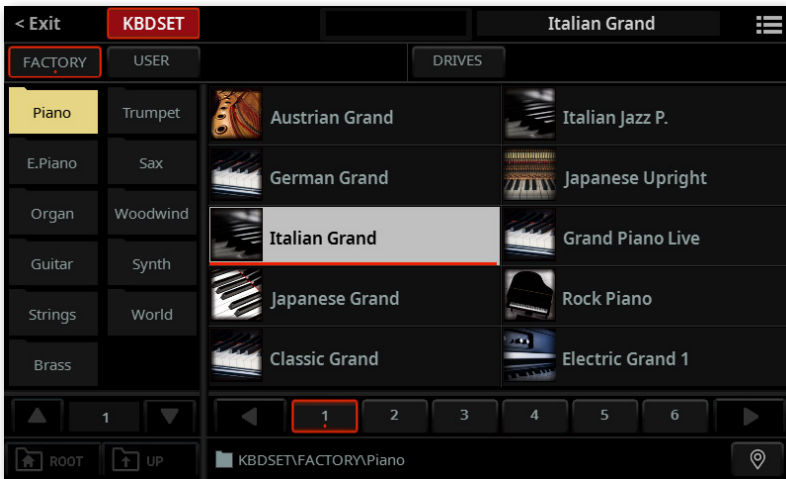 < Exit KBDSET Italian Grand
FACTORY USER DRIVES
Piano Trumpet Austrian Grand Italian Jazz P.
E.Piano Sax German Grand Japanese Upright
Organ Woodwind Italian Grand Grand Piano Live
Guitar Synth Japanese Grand Rock Piano
Strings World Classic Grand Electric Grand 1
Brass
1 1 2 3 4 5 6
ROOT UP KBDSET\FACTORY\Piano